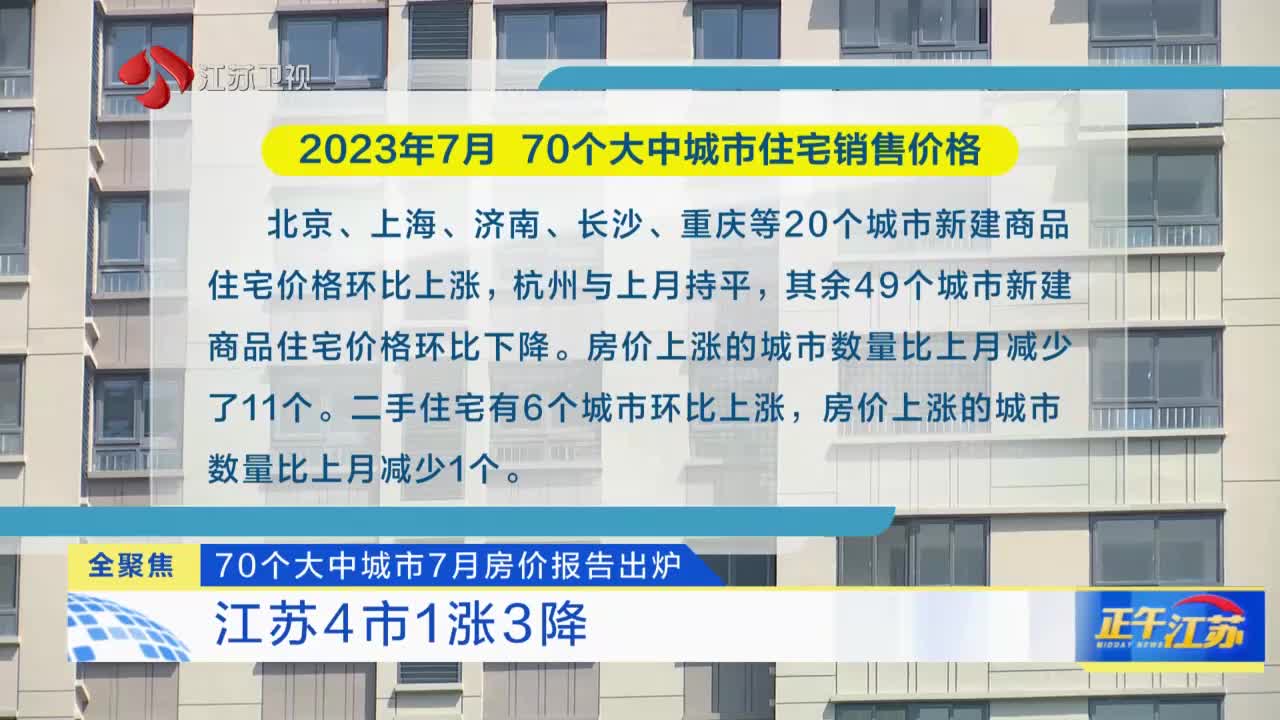 江苏卫视
2023年7月 70个大中城市住宅销售价格
北京、上海、济南、长沙、重庆等20个城市新建商品
住宅价格环比上涨，杭州与上月持平，其余49个城市新建
商品住宅价格环比下降。房价上涨的城市数量比上月减少
了11个。二手住宅有6个城市环比上涨，房价上涨的城市
数量比上月减少1个。
全聚焦
70个大中城市7月房价报告出炉
江苏4市1涨3降
正午江苏
MIDDAY NEWS